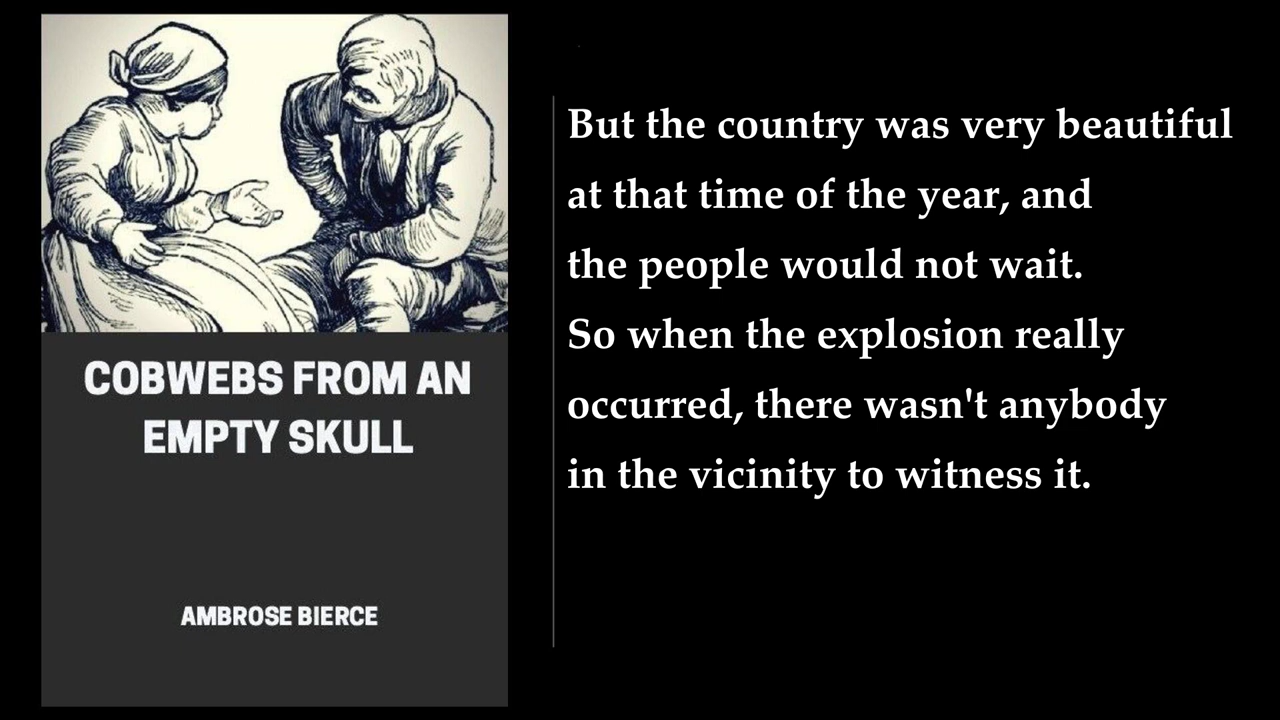 COBWEBS FROM AN
EMPTY SKULL
AMBROSE BIERCE
But the country was very beautiful
at that time of the year, and
the people would not wait.
So when the explosion really
occurred, there wasn't anybody
in the vicinity to witness it.